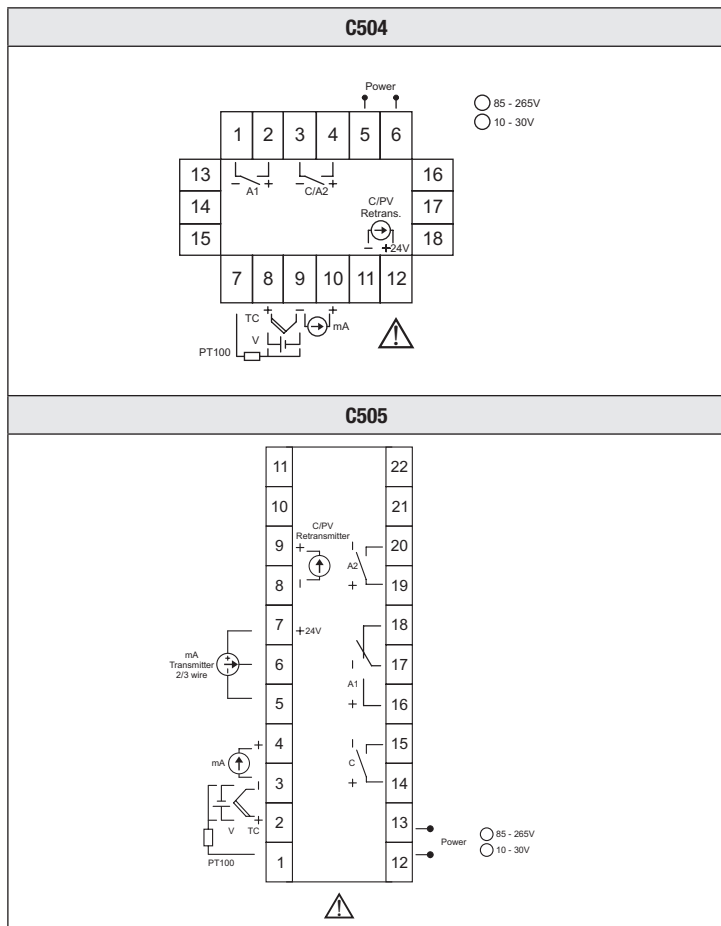 C504
Power
85 - 265V
10 - 30V
1 2 3 4 5 6
13 − + − + 16
A1 C/A2
14 C/PV 17
Retrans.
15 − +24V 18
7 8 9 10 11 12
+ − +
TC mA
V
PT100
C505
11 22
10 21
C/PV
Retransmitter
9 + − 20
A2
8 − + 19
7 +24V 18
mA
Transmitter
2/3 wire
+
−
6 − 17
A1
5 + 16
+ 4 − 15
mA C
− 3 + 14
+ 2 13
V TC
Power
85 - 265V
10 - 30V
PT100
1 12